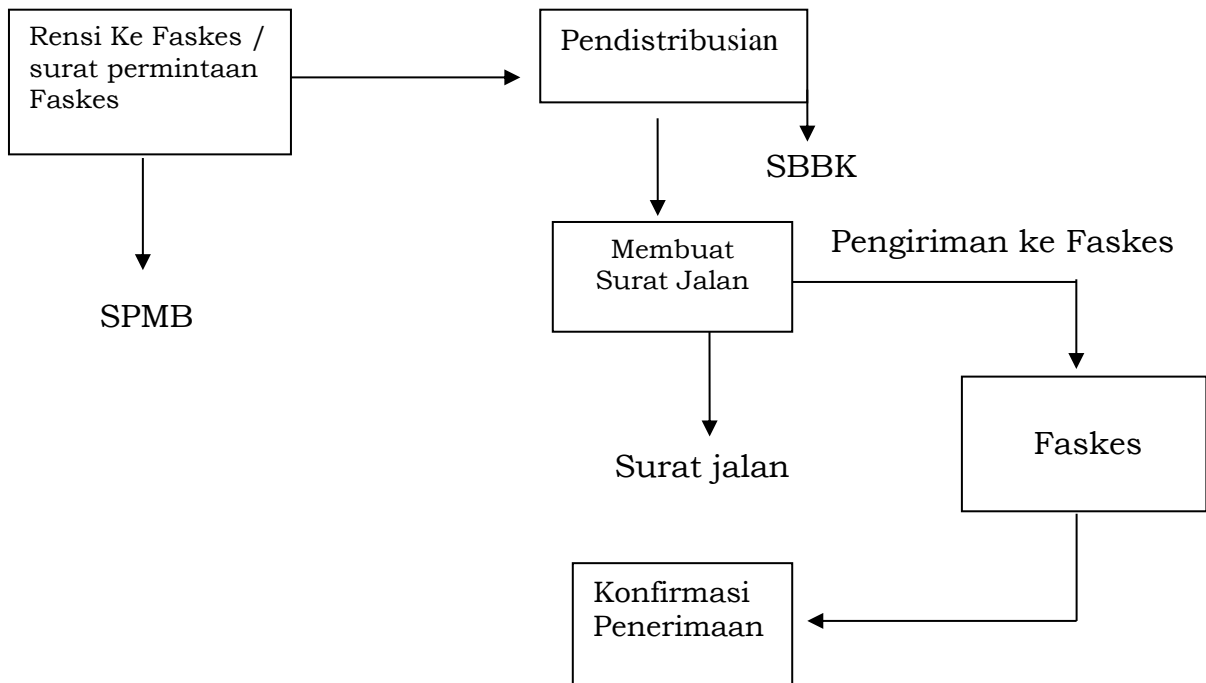 Rensi Ke Faskes /
surat permintaan
Faskes
Pendistribusian
SBBK
SPMB
Membuat
Surat Jalan
Pengiriman ke Faskes
Surat jalan
Faskes
Konfirmasi
Penerimaan